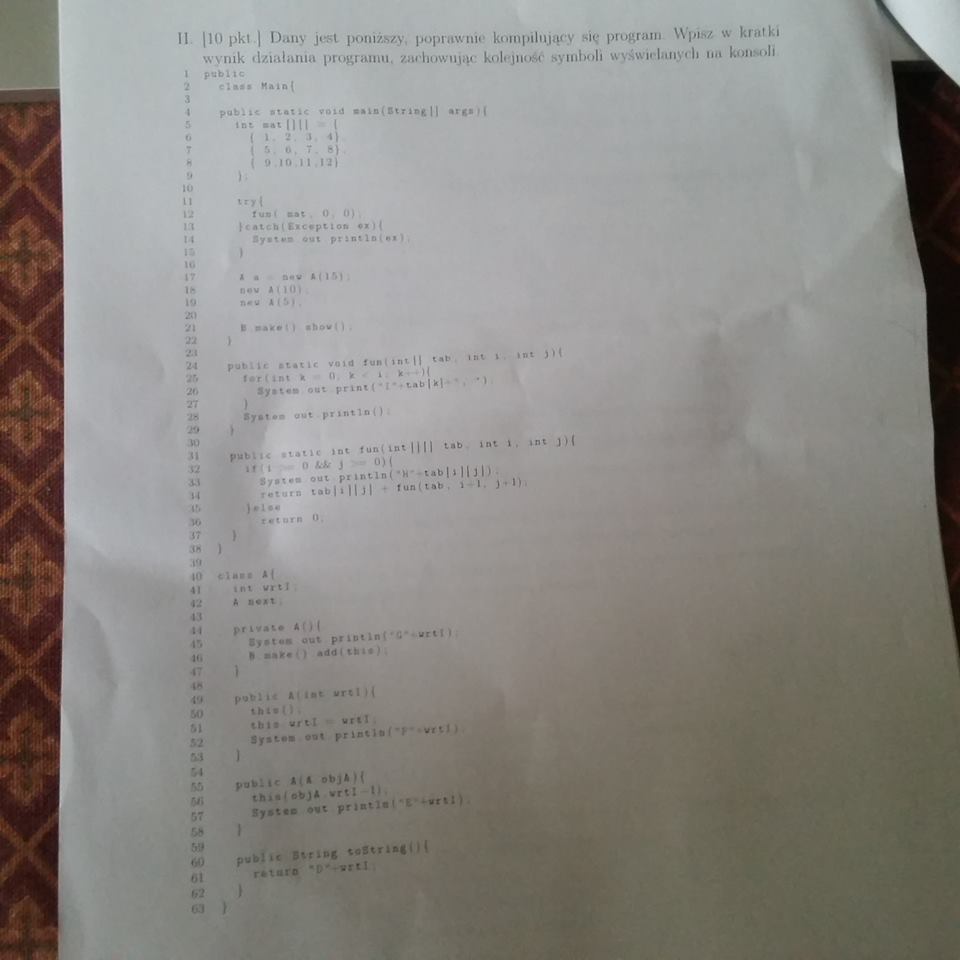 II. [10 pkt.] Dany jest poniższy, poprawnie kompilujący się program. Wpisz w kratki
wynik działania programu, zachowując kolejność symboli wyświelanych na konsoli.
1 public
2 class Main{
3
4 public static void main(String[] args){
5 int mat[][] = {
6 { 1, 2, 3, 4},
7 { 5, 6, 7, 8},
8 { 9,10,11,12}
9 };
10
11 try{
12 fun( mat, 0, 0);
13 }catch(Exception ex){
14 System.out.println(ex);
15 }
16
17 A a = new A(15);
18 new A(10);
19 new A(5);
20
21 B.make().show();
22 }
23
24 public static void fun(int[] tab, int i, int j){
25 for(int k = 0; k < i; k++){
26 System.out.print("I"+tab[k]+", ");
27 }
28 System.out.println();
29 }
30
31 public static int fun(int[][] tab, int i, int j){
32 if(i >= 0 && j >= 0){
33 System.out.println("H"+tab[i][j]);
34 return tab[i][j] + fun(tab, i+1, j+1);
35 }else
36 return 0;
37 }
38 }
39
40 class A{
41 int wrtI;
42 A next;
43
44 private A(){
45 System.out.println("G"+wrtI);
46 B.make().add(this);
47 }
48
49 public A(int wrtI){
50 this();
51 this.wrtI = wrtI;
52 System.out.println("F"+wrtI);
53 }
54
55 public A(A objA){
56 this(objA.wrtI-1);
57 System.out.println("E"+wrtI);
58 }
59
60 public String toString(){
61 return "D"+wrtI;
62 }
63 }